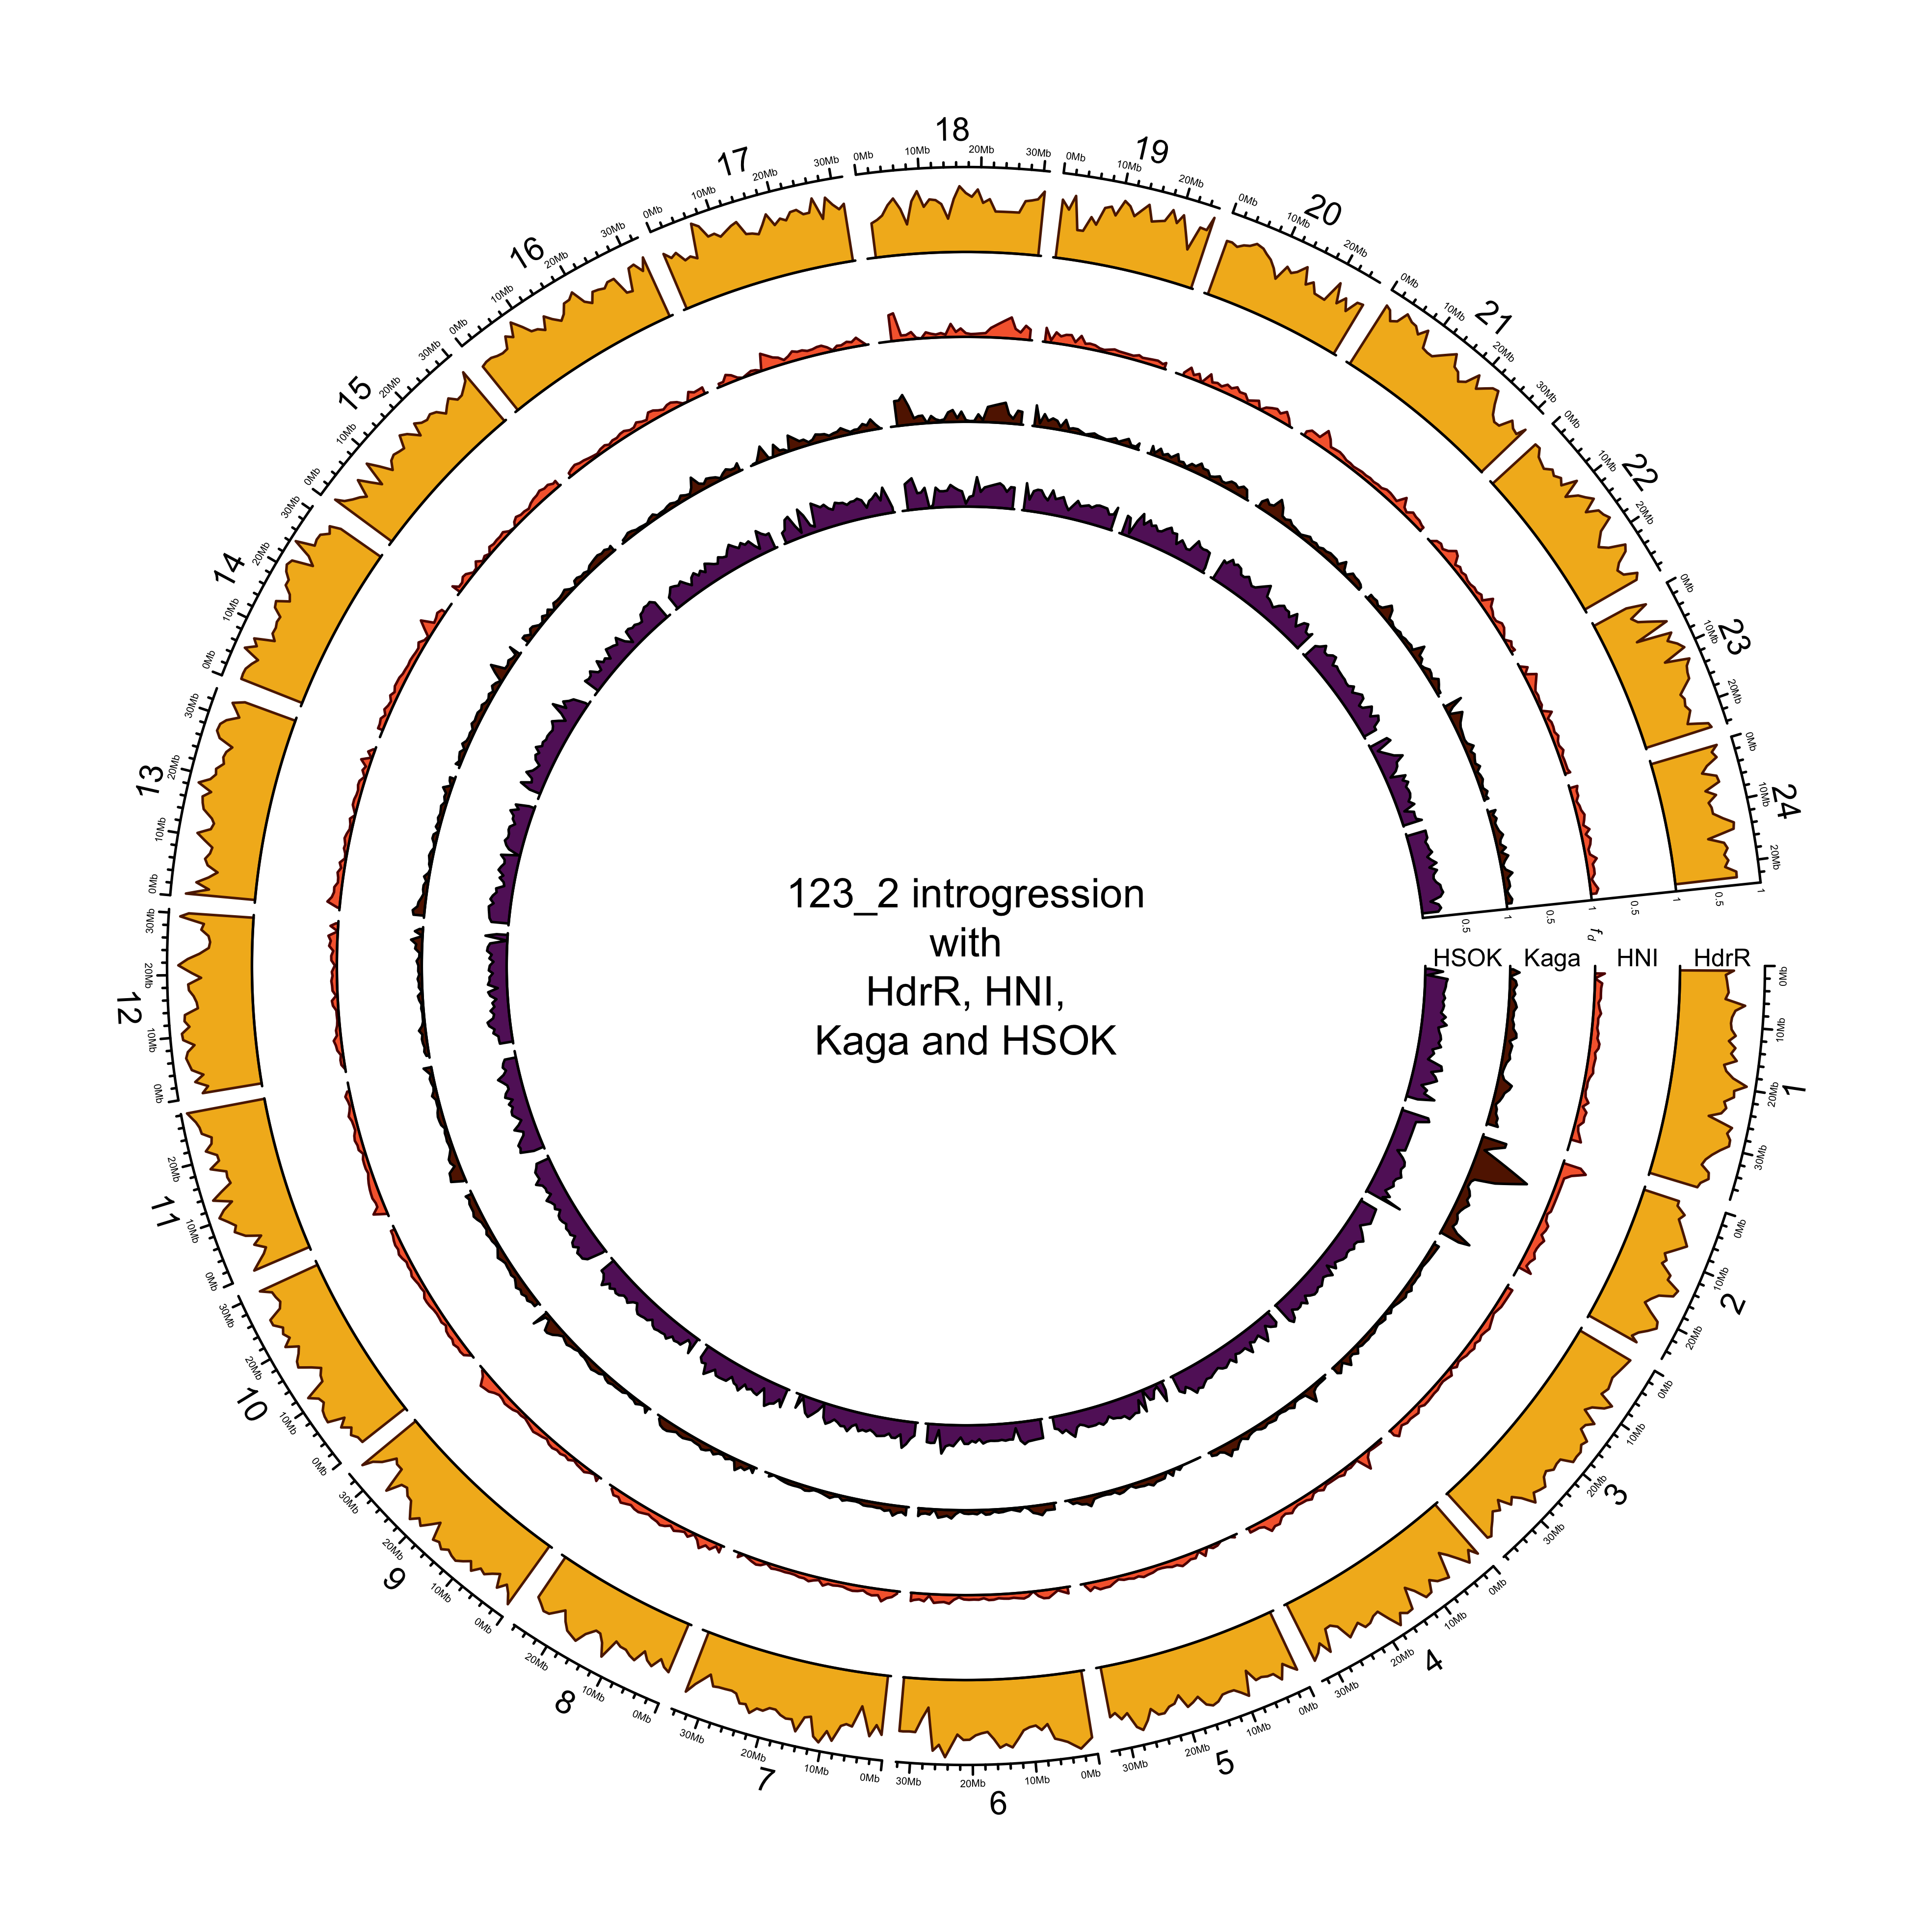 123_2 introgression
with
HdrR, HNI,
Kaga and HSOK
HSOK Kaga HNI HdrR
f_d
0.5 1 0.5 1 0.5 1 0.5 1
1
0Mb 10Mb 20Mb 30Mb
2
0Mb 10Mb 20Mb
3
0Mb 10Mb 20Mb 30Mb
4
0Mb 10Mb 20Mb 30Mb
5
0Mb 10Mb 20Mb 30Mb
6
0Mb 10Mb 20Mb 30Mb
7
0Mb 10Mb 20Mb 30Mb
8
0Mb 10Mb 20Mb
9
0Mb 10Mb 20Mb 30Mb
10
0Mb 10Mb 20Mb 30Mb
11
0Mb 10Mb 20Mb
12
0Mb 10Mb 20Mb 30Mb
13
0Mb 10Mb 20Mb 30Mb
14
0Mb 10Mb 20Mb 30Mb
15
0Mb 10Mb 20Mb 30Mb
16
0Mb 10Mb 20Mb 30Mb
17
0Mb 10Mb 20Mb 30Mb
18
0Mb 10Mb 20Mb 30Mb
19
0Mb 10Mb 20Mb
20
0Mb 10Mb 20Mb
21
0Mb 10Mb 20Mb 30Mb
22
0Mb 10Mb 20Mb
23
0Mb 10Mb 20Mb
24
0Mb 10Mb 20Mb